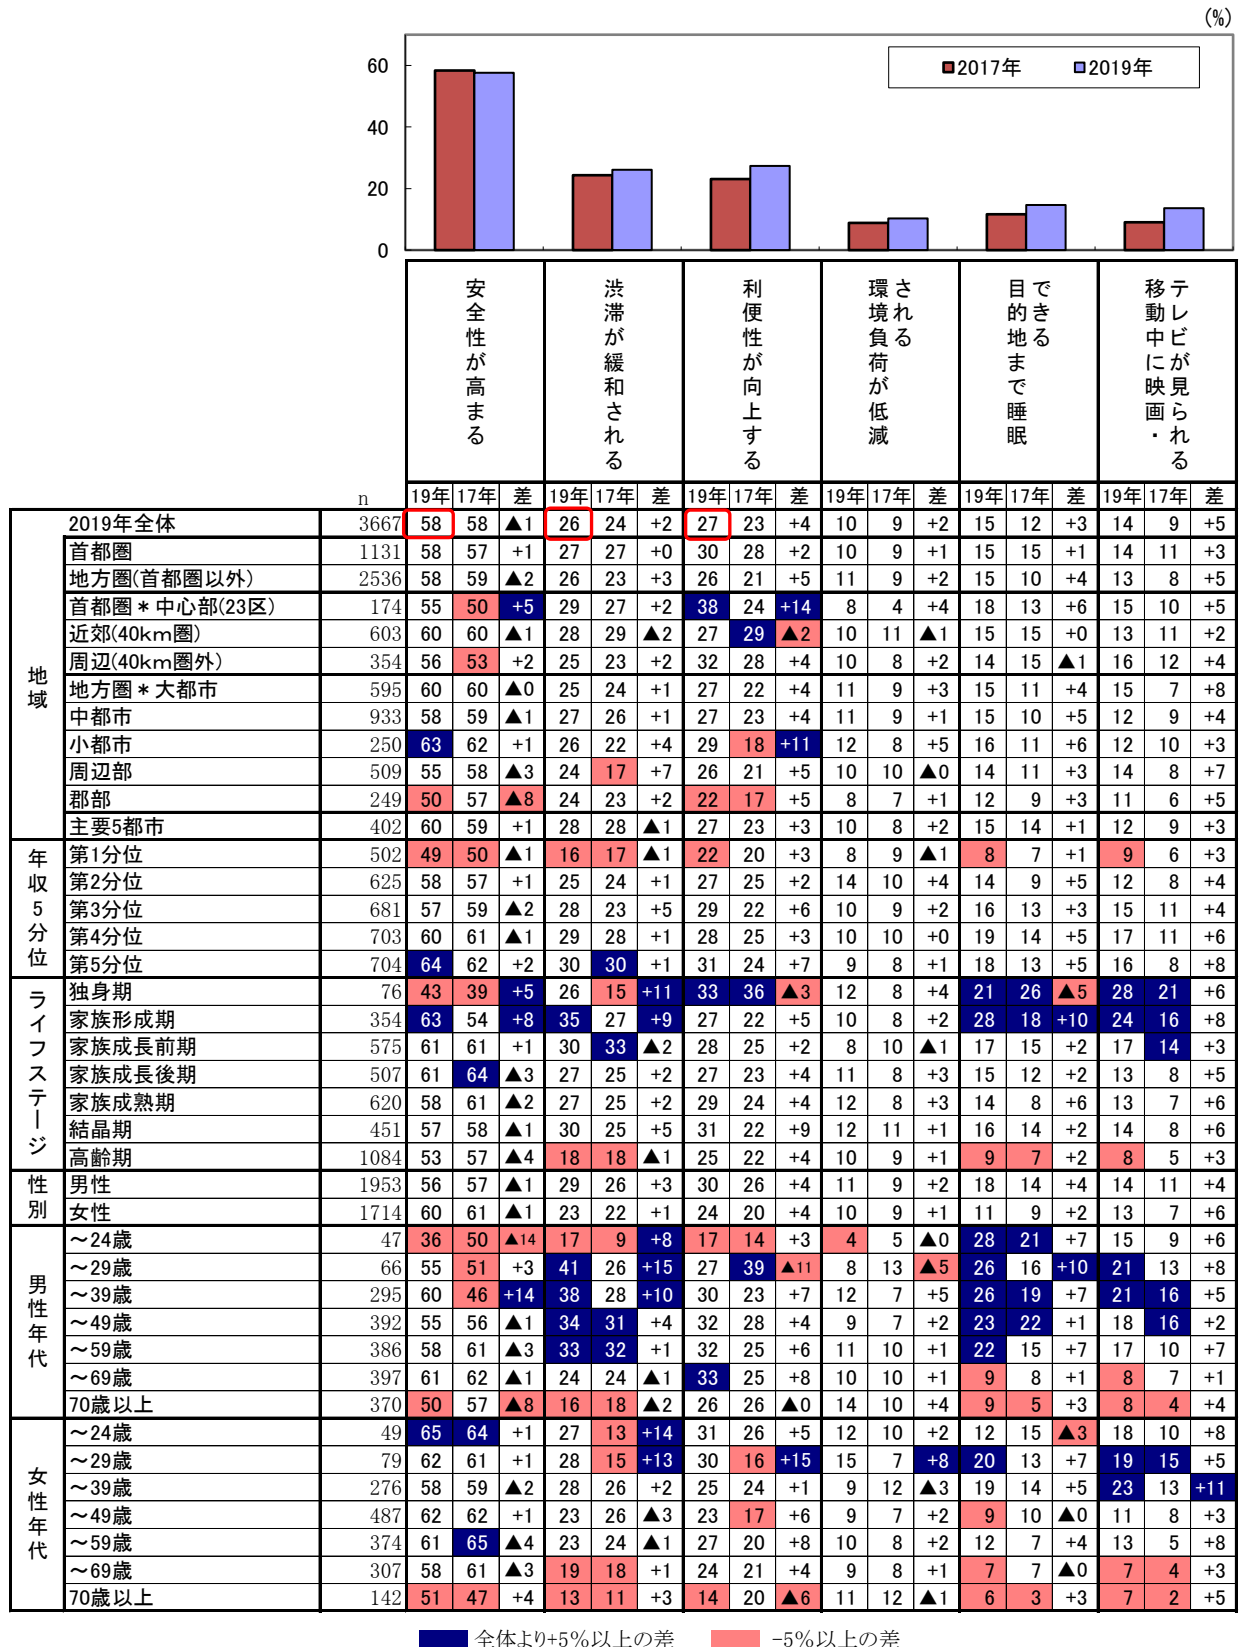 (%)
2017年 2019年
60
40
20
0
安全性が高まる
渋滞が緩和される
利便性が向上する
環境負荷が低減
される
目的地まで睡眠
できる
移動中に映画・
テレビが見られる
n 19年 17年 差 19年 17年 差 19年 17年 差 19年 17年 差 19年 17年 差 19年 17年 差
2019年全体 3667 58 58 ▲1 26 24 +2 27 23 +4 10 9 +2 15 12 +3 14 9 +5
地域
首都圏 1131 58 57 +1 27 27 +0 30 28 +2 10 9 +1 15 15 +1 14 11 +3
地方圏(首都圏以外) 2536 58 59 ▲2 26 23 +3 26 21 +5 11 9 +2 15 10 +4 13 8 +5
首都圏*中心部(23区) 174 55 50 +5 29 27 +2 38 24 +14 8 4 +4 18 13 +6 15 10 +5
近郊(40km圏) 603 60 60 ▲1 28 29 ▲2 27 29 ▲2 10 11 ▲1 15 15 +0 13 11 +2
周辺(40km圏外) 354 56 53 +2 25 23 +2 32 28 +4 10 8 +2 14 15 ▲1 16 12 +4
地方圏*大都市 595 60 60 ▲0 25 24 +1 27 22 +4 11 9 +3 15 11 +4 15 7 +8
中都市 933 58 59 ▲1 27 26 +1 27 23 +4 11 9 +1 15 10 +5 12 9 +4
小都市 250 63 62 +1 26 22 +4 29 18 +11 12 8 +5 16 11 +6 12 10 +3
周辺部 509 55 58 ▲3 24 17 +7 26 21 +5 10 10 ▲0 14 11 +3 14 8 +7
郡部 249 50 57 ▲8 24 23 +2 22 17 +5 8 7 +1 12 9 +3 11 6 +5
主要5都市 402 60 59 +1 28 28 ▲1 27 23 +3 10 8 +2 15 14 +1 12 9 +3
年収5分位
第1分位 502 49 50 ▲1 16 17 ▲1 22 20 +3 8 9 ▲1 8 7 +1 9 6 +3
第2分位 625 58 57 +1 25 24 +1 27 25 +2 14 10 +4 14 9 +5 12 8 +4
第3分位 681 57 59 ▲2 28 23 +5 29 22 +6 10 9 +2 16 13 +3 15 11 +4
第4分位 703 60 61 ▲1 29 28 +1 28 25 +3 10 10 +0 19 14 +5 17 11 +6
第5分位 704 64 62 +2 30 30 +1 31 24 +7 9 8 +1 18 13 +5 16 8 +8
ライフステージ
独身期 76 43 39 +5 26 15 +11 33 36 ▲3 12 8 +4 21 26 ▲5 28 21 +6
家族形成期 354 63 54 +8 35 27 +9 27 22 +5 10 8 +2 28 18 +10 24 16 +8
家族成長前期 575 61 61 +1 30 33 ▲2 28 25 +2 8 10 ▲1 17 15 +2 17 14 +3
家族成長後期 507 61 64 ▲3 27 25 +2 27 23 +4 11 8 +3 15 12 +2 13 8 +5
家族成熟期 620 58 61 ▲2 27 25 +2 29 24 +4 12 8 +3 14 8 +6 13 7 +6
結晶期 451 57 58 ▲1 30 25 +5 31 22 +9 12 11 +1 16 14 +2 14 8 +6
高齢期 1084 53 57 ▲4 18 18 ▲1 25 22 +4 10 9 +1 9 7 +2 8 5 +3
性別
男性 1953 56 57 ▲1 29 26 +3 30 26 +4 11 9 +2 18 14 +4 14 11 +4
女性 1714 60 61 ▲1 23 22 +1 24 20 +4 10 9 +1 11 9 +2 13 7 +6
男性年代
～24歳 47 36 50 ▲14 17 9 +8 17 14 +3 4 5 ▲0 28 21 +7 15 9 +6
～29歳 66 55 51 +3 41 26 +15 27 39 ▲11 8 13 ▲5 26 16 +10 21 13 +8
～39歳 295 60 46 +14 38 28 +10 30 23 +7 12 7 +5 26 19 +7 21 16 +5
～49歳 392 55 56 ▲1 34 31 +4 32 28 +4 9 7 +2 23 22 +1 18 16 +2
～59歳 386 58 61 ▲3 33 32 +1 32 25 +6 11 10 +1 22 15 +7 17 10 +7
～69歳 397 61 62 ▲1 24 24 ▲1 33 25 +8 10 10 +1 9 8 +1 8 7 +1
70歳以上 370 50 57 ▲8 16 18 ▲2 26 26 ▲0 14 10 +4 9 5 +3 8 4 +4
女性年代
～24歳 49 65 64 +1 27 13 +14 31 26 +5 12 10 +2 12 15 ▲3 18 10 +8
～29歳 79 62 61 +1 28 15 +13 30 16 +15 15 7 +8 20 13 +7 19 15 +5
～39歳 276 58 59 ▲2 28 26 +2 25 24 +1 9 12 ▲3 19 14 +5 23 13 +11
～49歳 487 62 62 +1 23 26 ▲3 23 17 +6 9 7 +2 9 10 ▲0 11 8 +3
～59歳 374 61 65 ▲4 23 24 ▲1 27 20 +8 10 8 +2 12 7 +4 13 5 +8
～69歳 307 58 61 ▲3 19 18 +1 24 21 +4 9 8 +1 7 7 ▲0 7 4 +3
70歳以上 142 51 47 +4 13 11 +3 14 20 ▲6 11 12 ▲1 6 3 +3 7 2 +5
全体より+5%以上の差 -5%以上の差